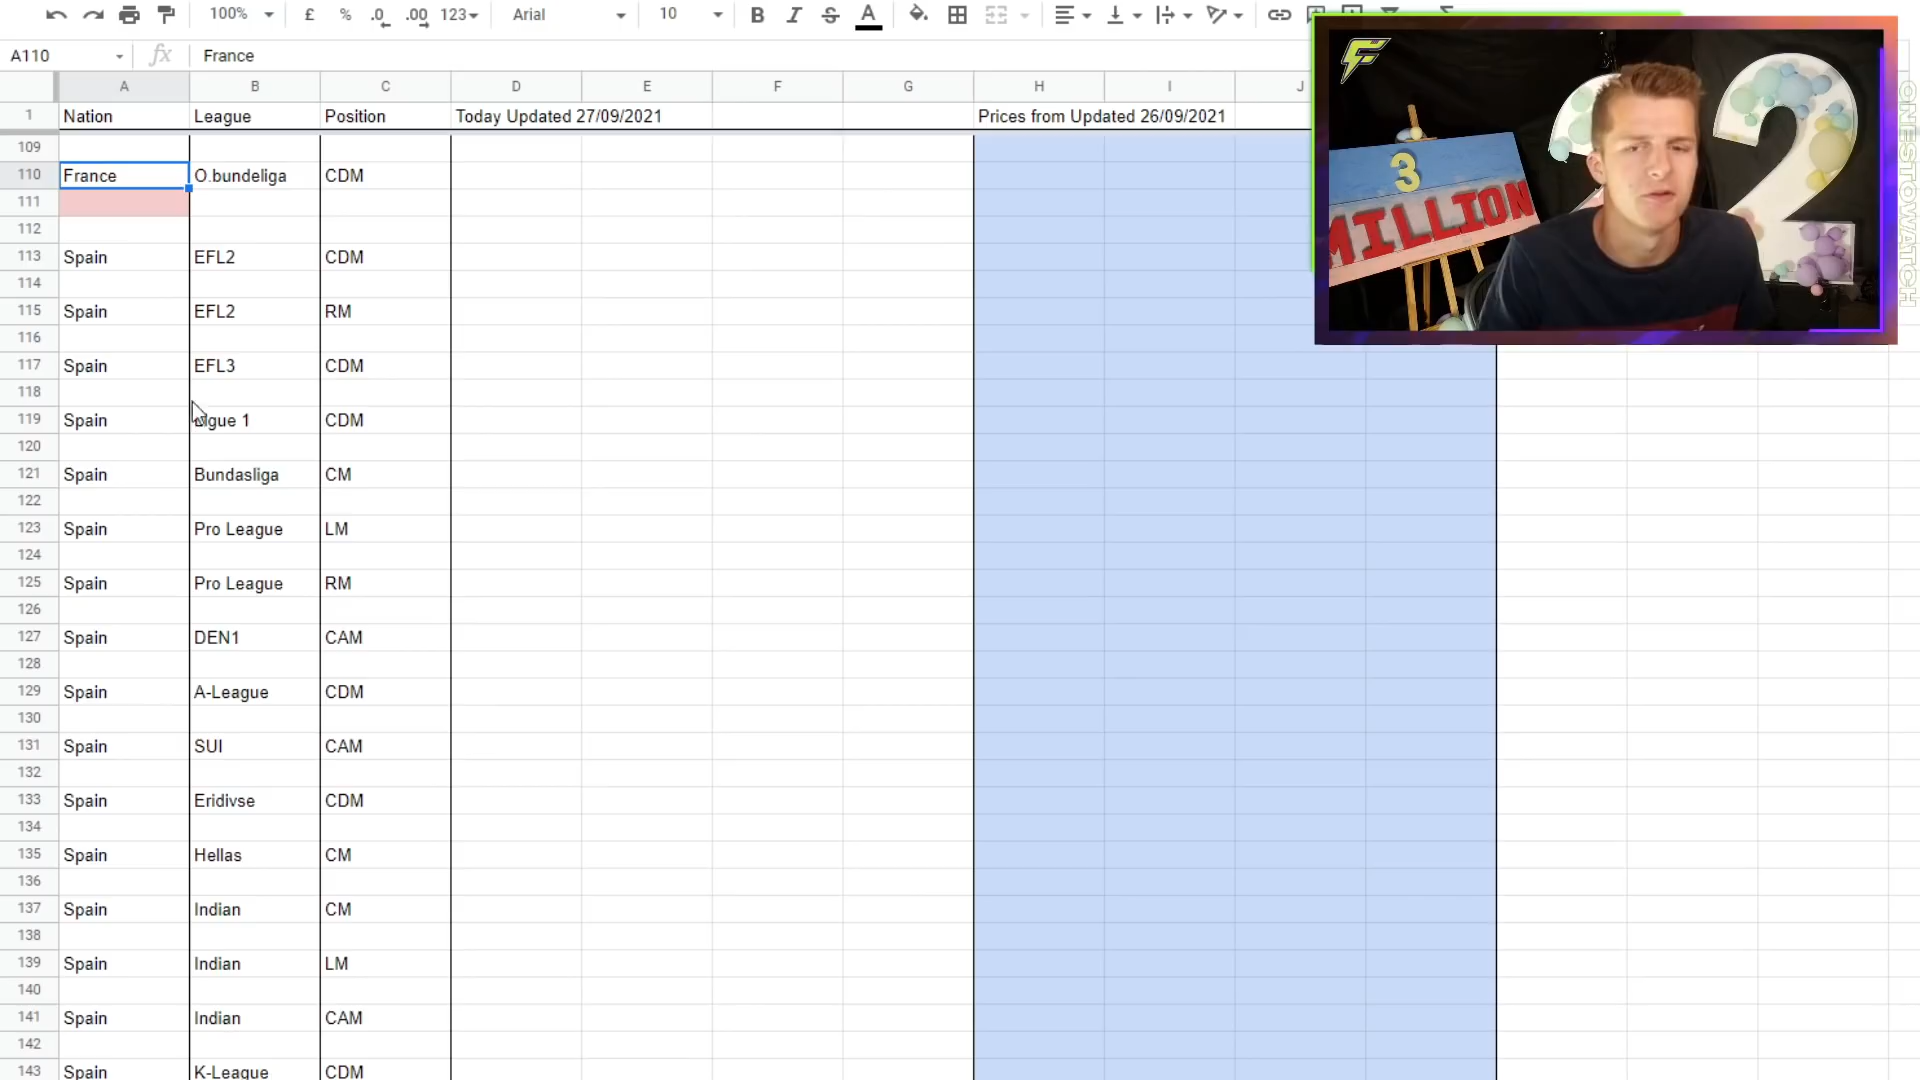 100% £ % .0 .00 123 Arial 10 B I S A
A110 fx France
A B C D E F G H I J
1 Nation League Position Today Updated 27/09/2021 Prices from Updated 26/09/2021
109
110 France O.bundeliga CDM
111
112
113 Spain EFL2 CDM
114
115 Spain EFL2 RM
116
117 Spain EFL3 CDM
118
119 Spain Ligue 1 CDM
120
121 Spain Bundasliga CM
122
123 Spain Pro League LM
124
125 Spain Pro League RM
126
127 Spain DEN1 CAM
128
129 Spain A-League CDM
130
131 Spain SUI CAM
132
133 Spain Eridivse CDM
134
135 Spain Hellas CM
136
137 Spain Indian CM
138
139 Spain Indian LM
140
141 Spain Indian CAM
142
143 Spain K-League CDM
3
MILLION
22
ONESTOWATCH